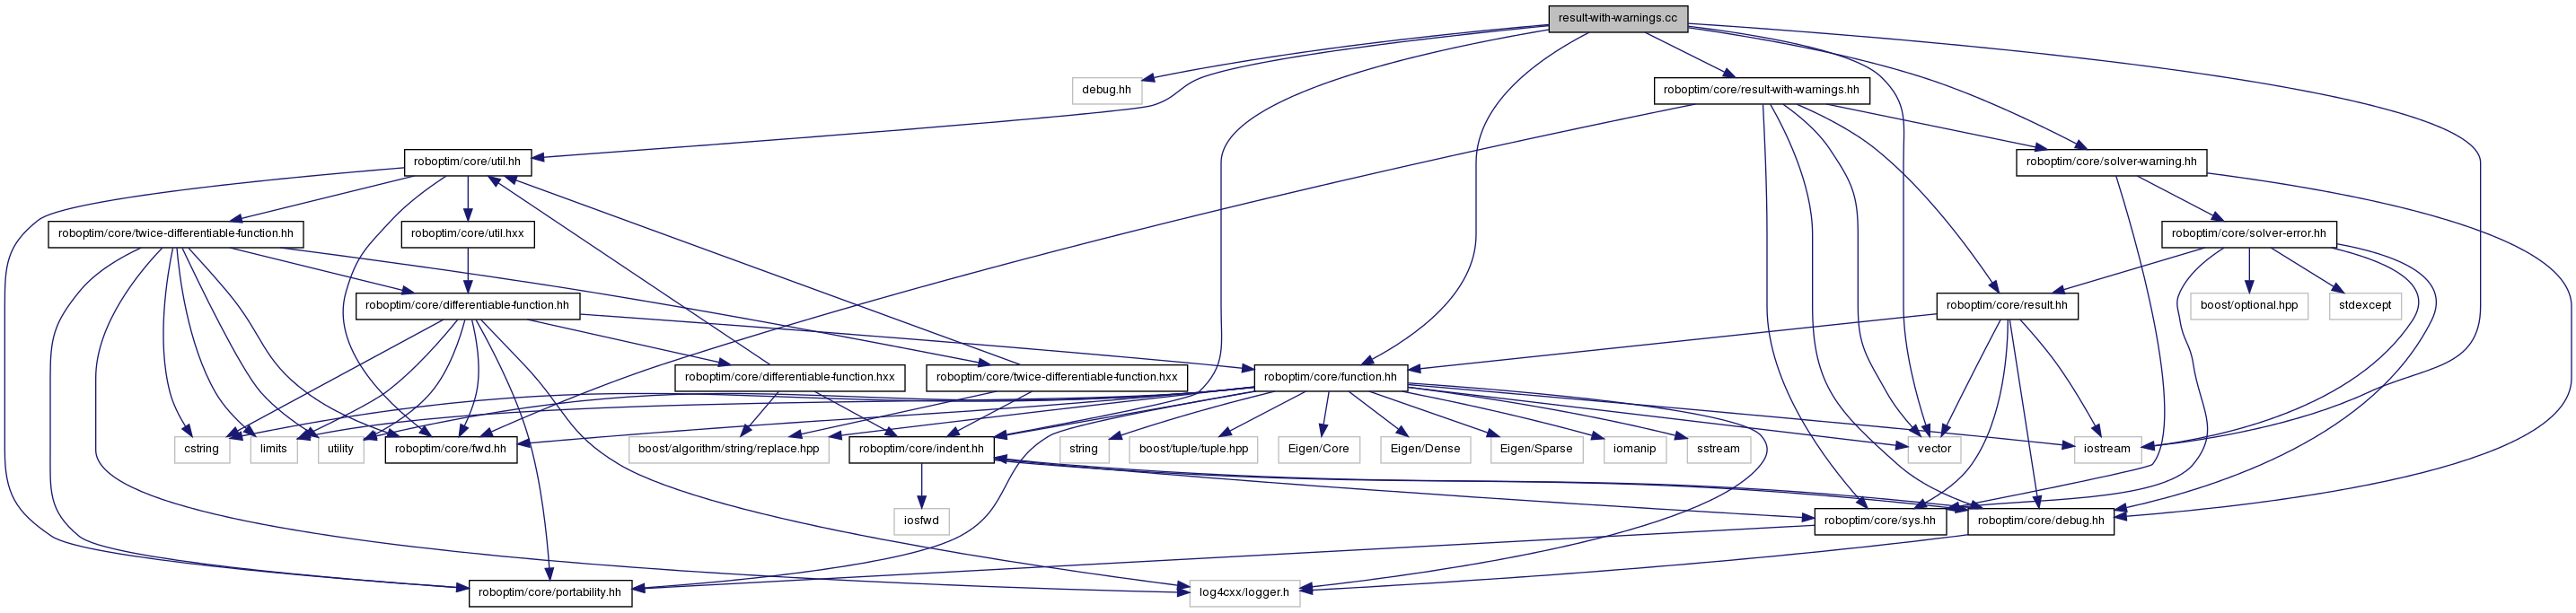 result-with-warnings.cc
debug.hh
roboptim/core/result-with-warnings.hh
roboptim/core/util.hh
roboptim/core/solver-warning.hh
roboptim/core/twice-differentiable-function.hh
roboptim/core/util.hxx
roboptim/core/solver-error.hh
roboptim/core/differentiable-function.hh
roboptim/core/result.hh
boost/optional.hpp
stdexcept
roboptim/core/differentiable-function.hxx
roboptim/core/twice-differentiable-function.hxx
roboptim/core/function.hh
cstring
limits
utility
roboptim/core/fwd.hh
boost/algorithm/string/replace.hpp
roboptim/core/indent.hh
string
boost/tuple/tuple.hpp
Eigen/Core
Eigen/Dense
Eigen/Sparse
iomanip
sstream
vector
iostream
iosfwd
roboptim/core/sys.hh
roboptim/core/debug.hh
roboptim/core/portability.hh
log4cxx/logger.h